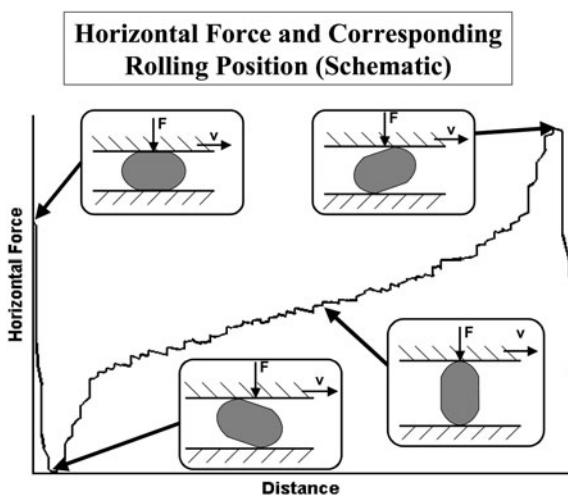 Horizontal Force and Corresponding
Rolling Position (Schematic)
F
v
F
v
Horizontal Force
F
v
F
v
Distance